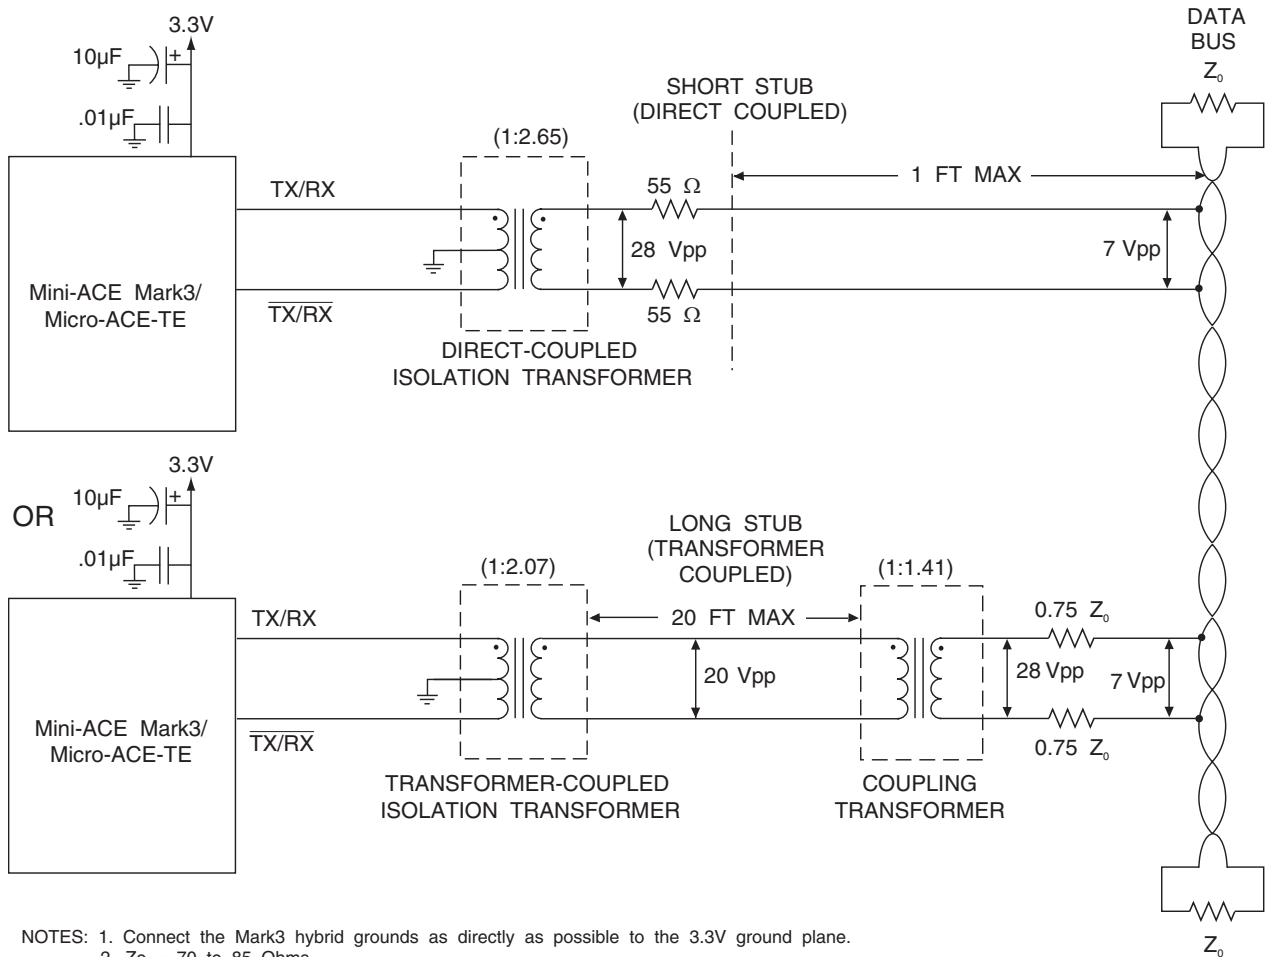 3.3V
10µF
+
.01µF
Mini-ACE Mark3/
Micro-ACE-TE
TX/RX
TX/RX
(1:2.65)
DIRECT-COUPLED
ISOLATION TRANSFORMER
28 Vpp
55 Ω
55 Ω
SHORT STUB
(DIRECT COUPLED)
1 FT MAX
7 Vpp
DATA
BUS
Z₀
OR
3.3V
10µF
+
.01µF
Mini-ACE Mark3/
Micro-ACE-TE
TX/RX
TX/RX
(1:2.07)
TRANSFORMER-COUPLED
ISOLATION TRANSFORMER
LONG STUB
(TRANSFORMER
COUPLED)
20 FT MAX
20 Vpp
(1:1.41)
COUPLING
TRANSFORMER
28 Vpp
0.75 Z₀
0.75 Z₀
7 Vpp
Z₀
NOTES: 1. Connect the Mark3 hybrid grounds as directly as possible to the 3.3V ground plane.